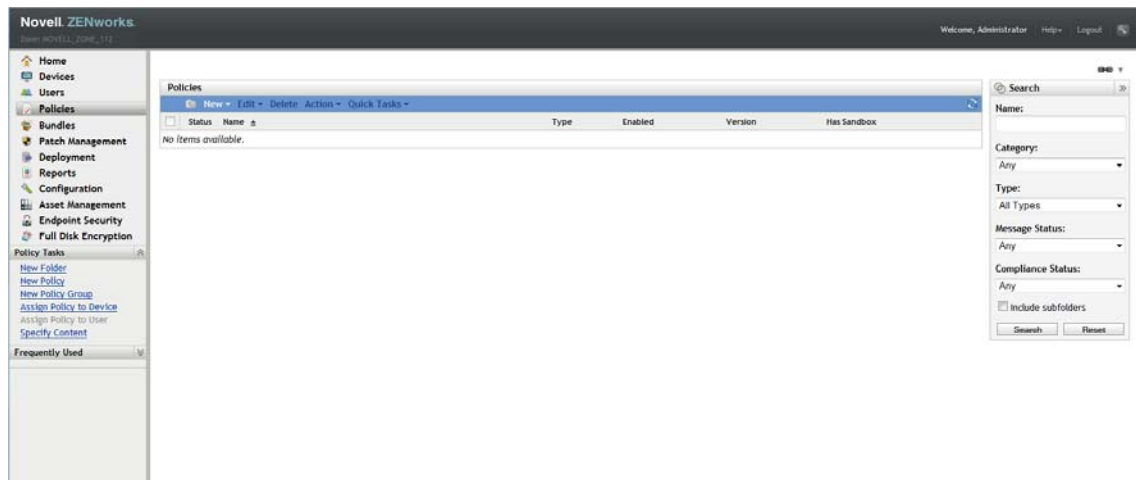 Novell ZENworks.
Zone: NOVELL_ZONE_112
Welcome, Administrator Help Logout
Home
Devices
Users
Policies
Bundles
Patch Management
Deployment
Reports
Configuration
Asset Management
Endpoint Security
Full Disk Encryption
Policy Tasks
New Folder
New Policy
New Policy Group
Assign Policy to Device
Assign Policy to User
Specify Content
Frequently Used
Policies
New Edit Delete Action Quick Tasks
Status Name Type Enabled Version Has Sandbox
No items available.
Search
Name:
Category:
Any
Type:
All Types
Message Status:
Any
Compliance Status:
Any
Include subfolders
Search Reset